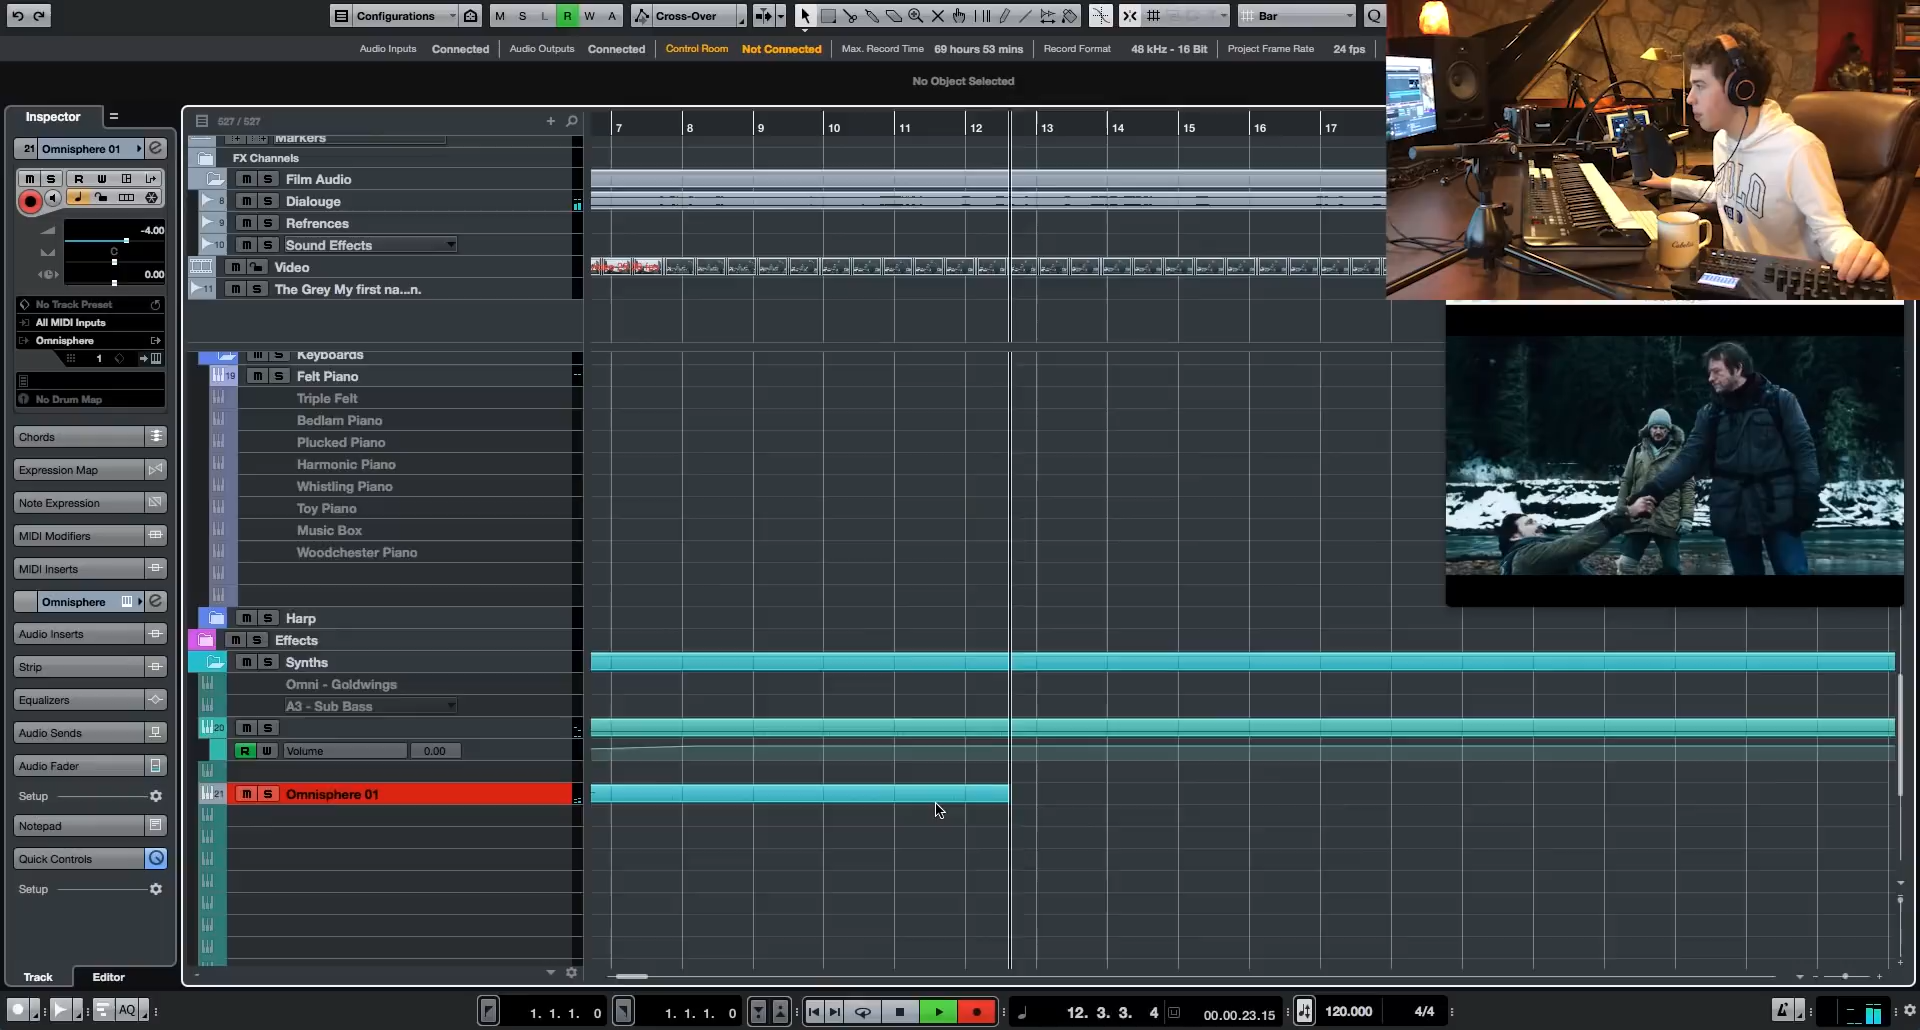 Configurations M S L R W A Cross-Over Bar Q
Audio Inputs Connected Audio Outputs Connected Control Room Not Connected Max. Record Time 69 hours 53 mins Record Format 48 kHz - 16 Bit Project Frame Rate 24 fps
No Object Selected
Inspector
527 / 527
7 8 9 10 11 12 13 14 15 16 17
21 Omnisphere 01
M S R W
-4.00
C
0.00
No Track Preset
All MIDI Inputs
Omnisphere
1
No Drum Map
Chords
Expression Map
Note Expression
MIDI Modifiers
MIDI Inserts
Omnisphere
Audio Inserts
Strip
Equalizers
Audio Sends
Audio Fader
Setup
Notepad
Quick Controls
Setup
Track Editor
Markers
FX Channels
m S Film Audio
8 m S Dialouge
9 m S Refrences
10 m S Sound Effects
m Video
11 m S The Grey My first na...n.
m S Keyboards
19 m S Felt Piano
Triple Felt
Bedlam Piano
Plucked Piano
Harmonic Piano
Whistling Piano
Toy Piano
Music Box
Woodchester Piano
m S Harp
m S Effects
m S Synths
Omni - Goldwings
A3 - Sub Bass
20 m S
R W Volume 0.00
21 m S Omnisphere 01
AQ 1. 1. 1. 0 1. 1. 1. 0 12. 3. 3. 4 00.00.23.15 120.000 4/4